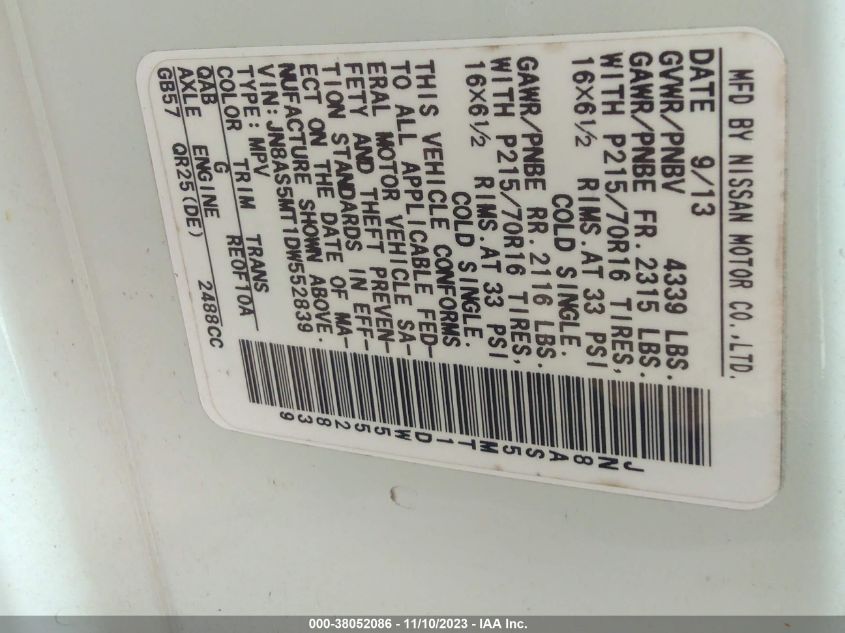 MFD BY NISSAN MOTOR CO.,LTD.
DATE 9/13
GVWR/PNBV 4339 LBS.
GAWR/PNBE FR. 2315 LBS.
WITH P215/70R16 TIRES,
16X6½ RIMS.AT 33 PSI
COLD SINGLE.
GAWR/PNBE RR. 2116 LBS.
WITH P215/70R16 TIRES,
16X6½ RIMS.AT 33 PSI
COLD SINGLE.
THIS VEHICLE CONFORMS
TO ALL APPLICABLE FED-
ERAL MOTOR VEHICLE SA-
FETY AND THEFT PREVEN-
TION STANDARDS IN EFF-
ECT ON THE DATE OF MA-
NUFACTURE SHOWN ABOVE.
VIN: JN8AS5MT1DW552839
TYPE: MPV
COLOR TRIM TRANS
QAB G RE0F10A
AXLE ENGINE
GB57 QR25(DE) 2488CC
JN8AS5MT1DW552839
000-38052086 - 11/10/2023 - IAA Inc.